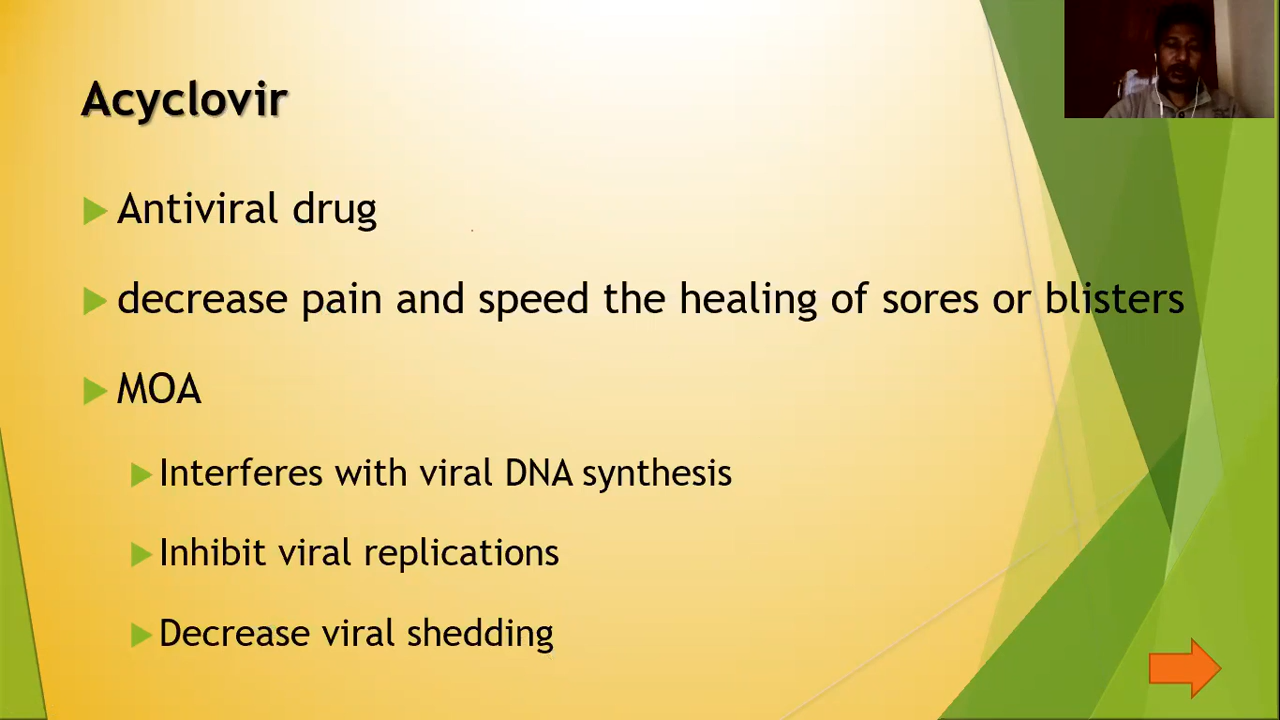 Acyclovir
Antiviral drug
decrease pain and speed the healing of sores or blisters
MOA
Interferes with viral DNA synthesis
Inhibit viral replications
Decrease viral shedding